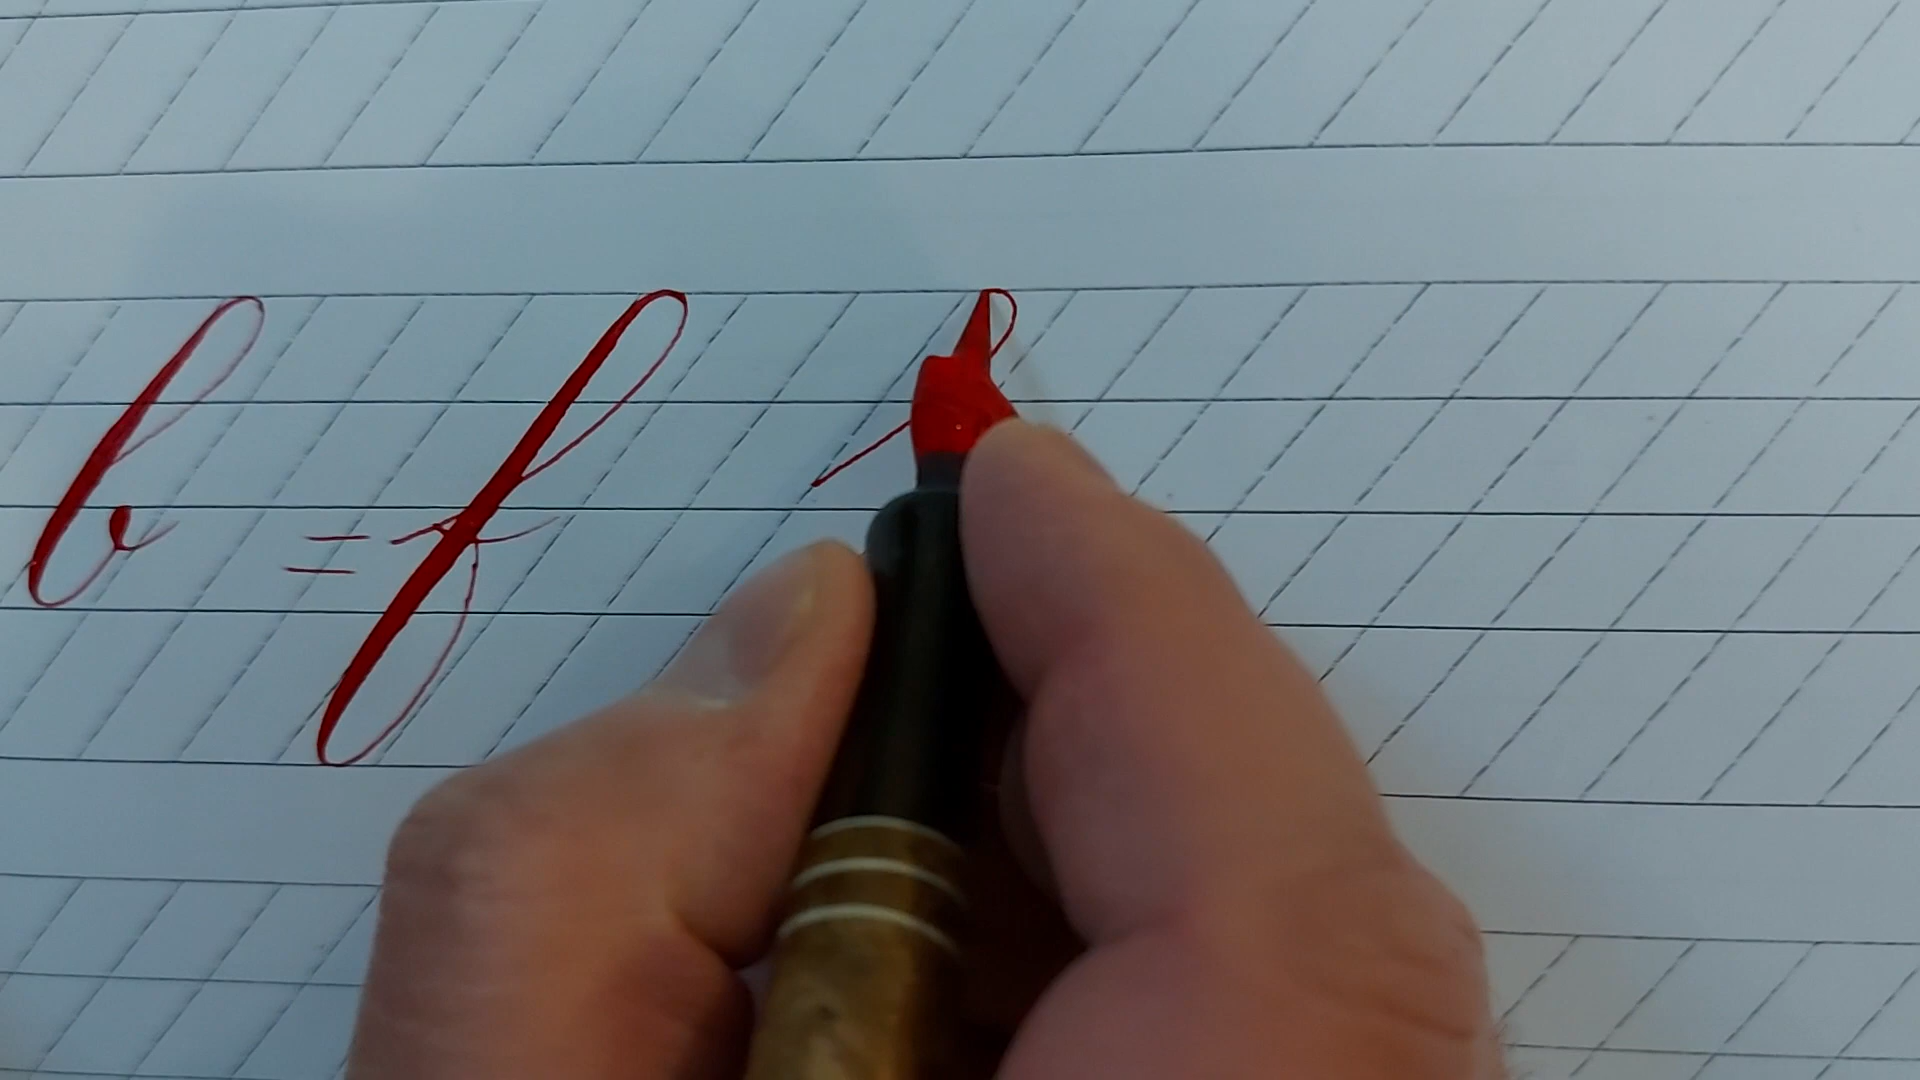 b = f